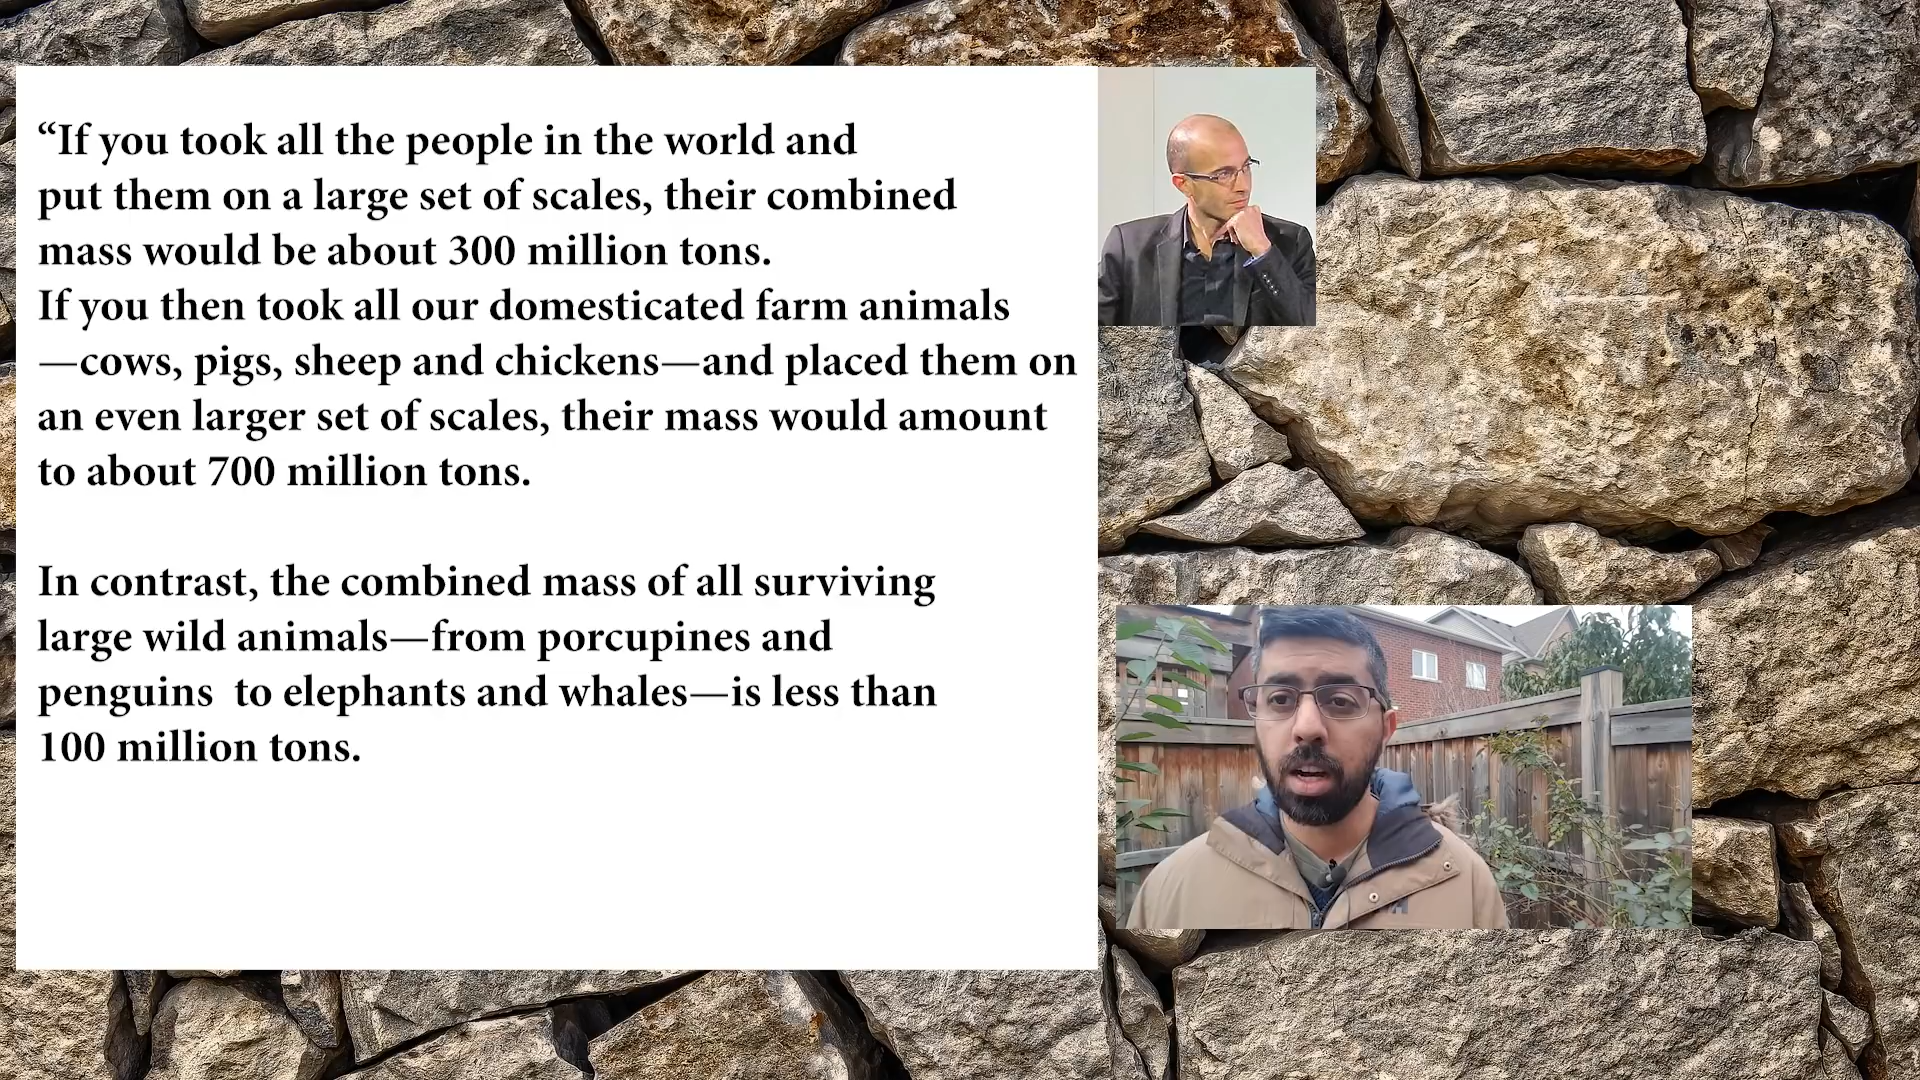 “If you took all the people in the world and
put them on a large set of scales, their combined
mass would be about 300 million tons.
If you then took all our domesticated farm animals
—cows, pigs, sheep and chickens—and placed them on
an even larger set of scales, their mass would amount
to about 700 million tons.
In contrast, the combined mass of all surviving
large wild animals—from porcupines and
penguins  to elephants and whales—is less than
100 million tons.